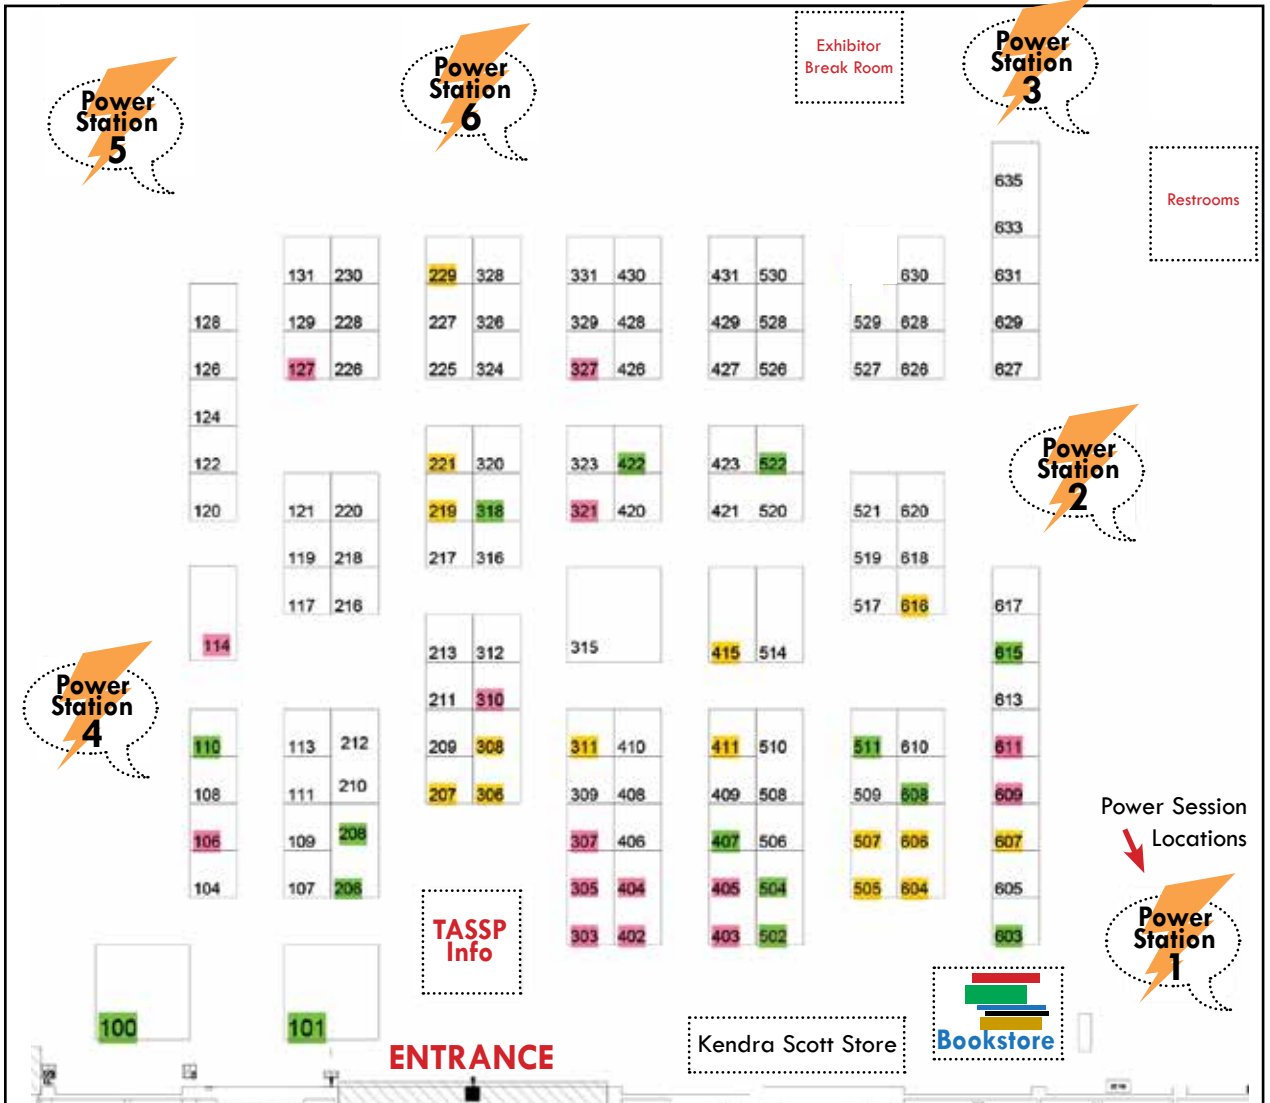 Exhibitor
Break Room
Power
Station
3
Power
Station
6
Power
Station
5
Restrooms
635
633
131 230 229 328 331 430 431 530 630 631
128 129 228 227 326 329 428 429 528 529 628 629
126 127 226 225 324 327 426 427 526 527 626 627
124
122 221 320 323 422 423 522
Power
Station
2
120 121 220 219 318 321 420 421 520 521 620
119 218 217 316 519 618
117 216 517 616 617
114 213 312 315 415 514 615
Power
Station
4
211 310 613
110 113 212 209 308 311 410 411 510 511 610 611
108 111 210 207 306 309 408 409 508 509 608 609
Power Session
Locations
106 109 208 307 406 407 506 507 606 607
104 107 206 305 404 405 504 505 604 605
TASSP
Info
303 402 403 502 603
Power
Station
1
100 101
Kendra Scott Store
Bookstore
ENTRANCE